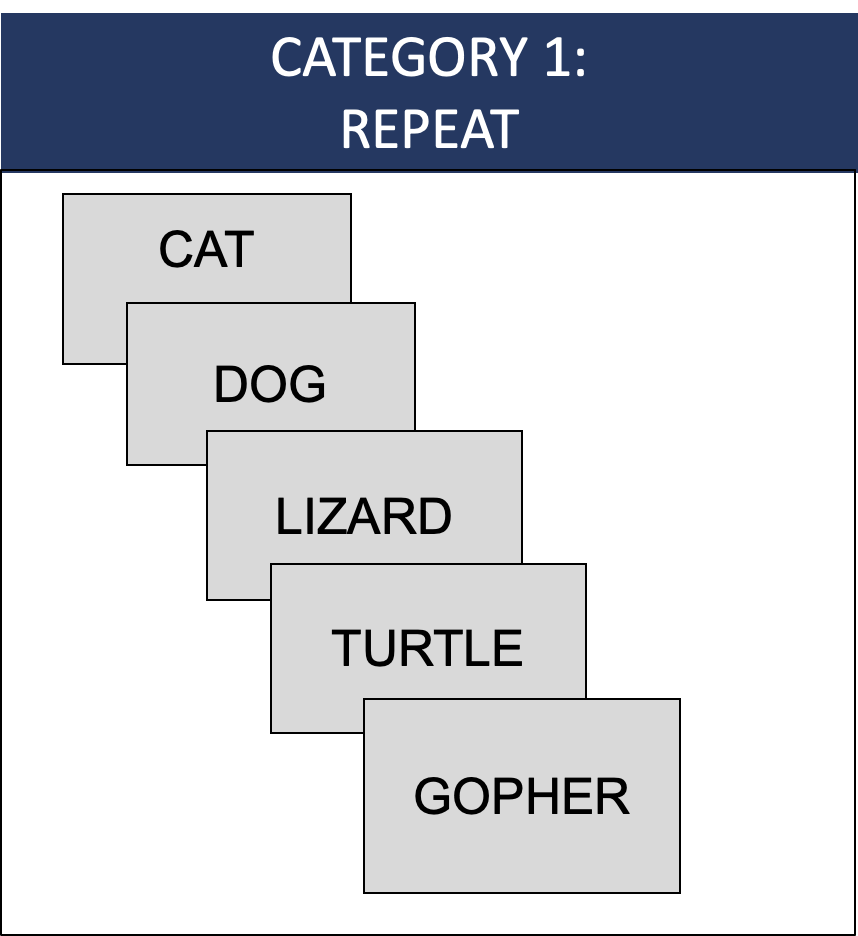 CATEGORY 1:
REPEAT
CAT
DOG
LIZARD
TURTLE
GOPHER